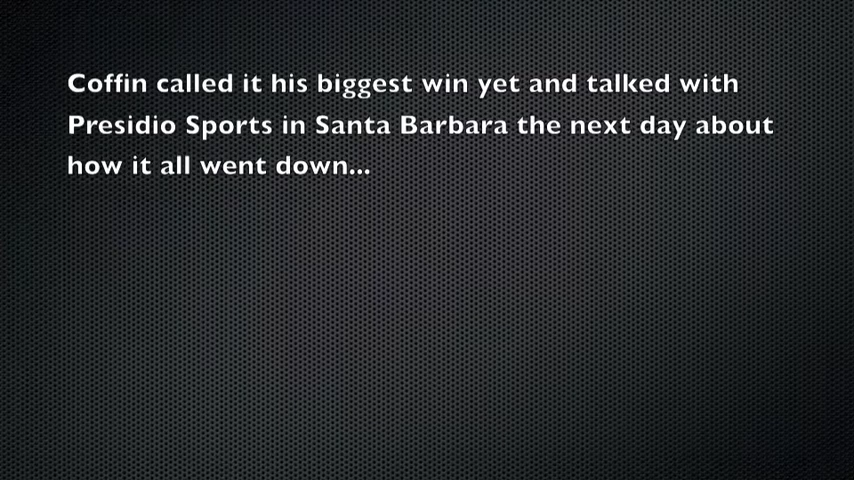 Coffin called it his biggest win yet and talked with
Presidio Sports in Santa Barbara the next day about
how it all went down...